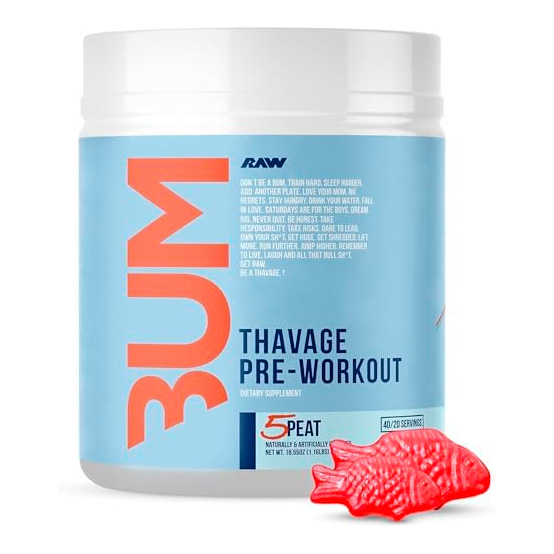 BUM
RAW
DON'T BE A BUM. TRAIN HARD. SLEEP HARDER.
ADD ANOTHER PLATE. LOVE YOUR MOM. NO
REGRETS. STAY HUNGRY. DRINK YOUR WATER. FALL
IN LOVE. SATURDAYS ARE FOR THE BOYS. DREAM
BIG. NEVER QUIT. BE HONEST. TAKE
RESPONSIBILITY. TAKE RISKS. DARE TO LEAD.
OWN YOUR SH*T. GET HUGE. GET SHREDDED. LIFT
MORE. RUN FURTHER. JUMP HIGHER. REMEMBER
TO LIVE, LAUGH AND ALL THAT BULL SH*T.
GET RAW.
BE A THAVAGE.†
THAVAGE
PRE-WORKOUT
DIETARY SUPPLEMENT
5PEAT
40/20 SERVINGS
NATURALLY & ARTIFICIALLY
NET WT. 18.55OZ (1.16LBS)